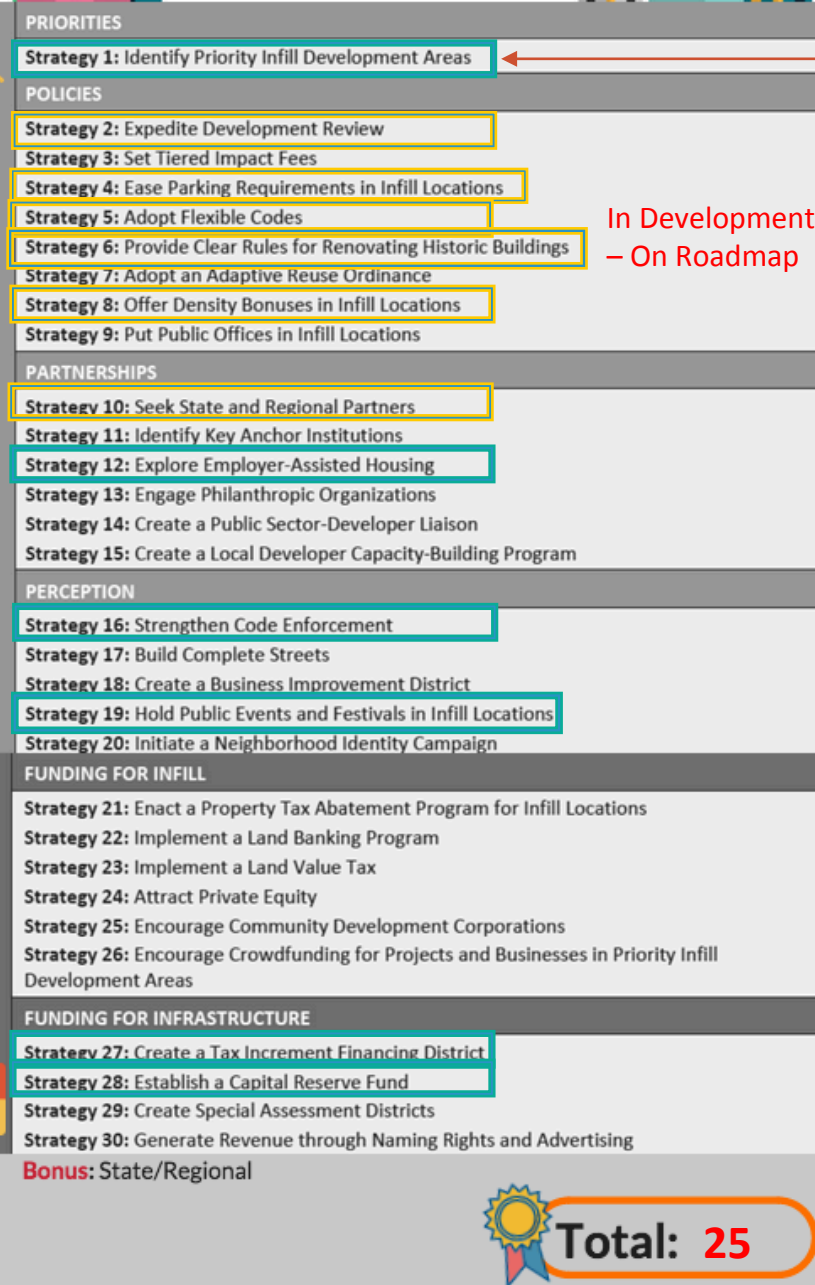 PRIORITIES
Strategy 1: Identify Priority Infill Development Areas
POLICIES
Strategy 2: Expedite Development Review
Strategy 3: Set Tiered Impact Fees
Strategy 4: Ease Parking Requirements in Infill Locations
Strategy 5: Adopt Flexible Codes
In Development
Strategy 6: Provide Clear Rules for Renovating Historic Buildings
– On Roadmap
Strategy 7: Adopt an Adaptive Reuse Ordinance
Strategy 8: Offer Density Bonuses in Infill Locations
Strategy 9: Put Public Offices in Infill Locations
PARTNERSHIPS
Strategy 10: Seek State and Regional Partners
Strategy 11: Identify Key Anchor Institutions
Strategy 12: Explore Employer-Assisted Housing
Strategy 13: Engage Philanthropic Organizations
Strategy 14: Create a Public Sector-Developer Liaison
Strategy 15: Create a Local Developer Capacity-Building Program
PERCEPTION
Strategy 16: Strengthen Code Enforcement
Strategy 17: Build Complete Streets
Strategy 18: Create a Business Improvement District
Strategy 19: Hold Public Events and Festivals in Infill Locations
Strategy 20: Initiate a Neighborhood Identity Campaign
FUNDING FOR INFILL
Strategy 21: Enact a Property Tax Abatement Program for Infill Locations
Strategy 22: Implement a Land Banking Program
Strategy 23: Implement a Land Value Tax
Strategy 24: Attract Private Equity
Strategy 25: Encourage Community Development Corporations
Strategy 26: Encourage Crowdfunding for Projects and Businesses in Priority Infill
Development Areas
FUNDING FOR INFRASTRUCTURE
Strategy 27: Create a Tax Increment Financing District
Strategy 28: Establish a Capital Reserve Fund
Strategy 29: Create Special Assessment Districts
Strategy 30: Generate Revenue through Naming Rights and Advertising
Bonus: State/Regional
Total: 25